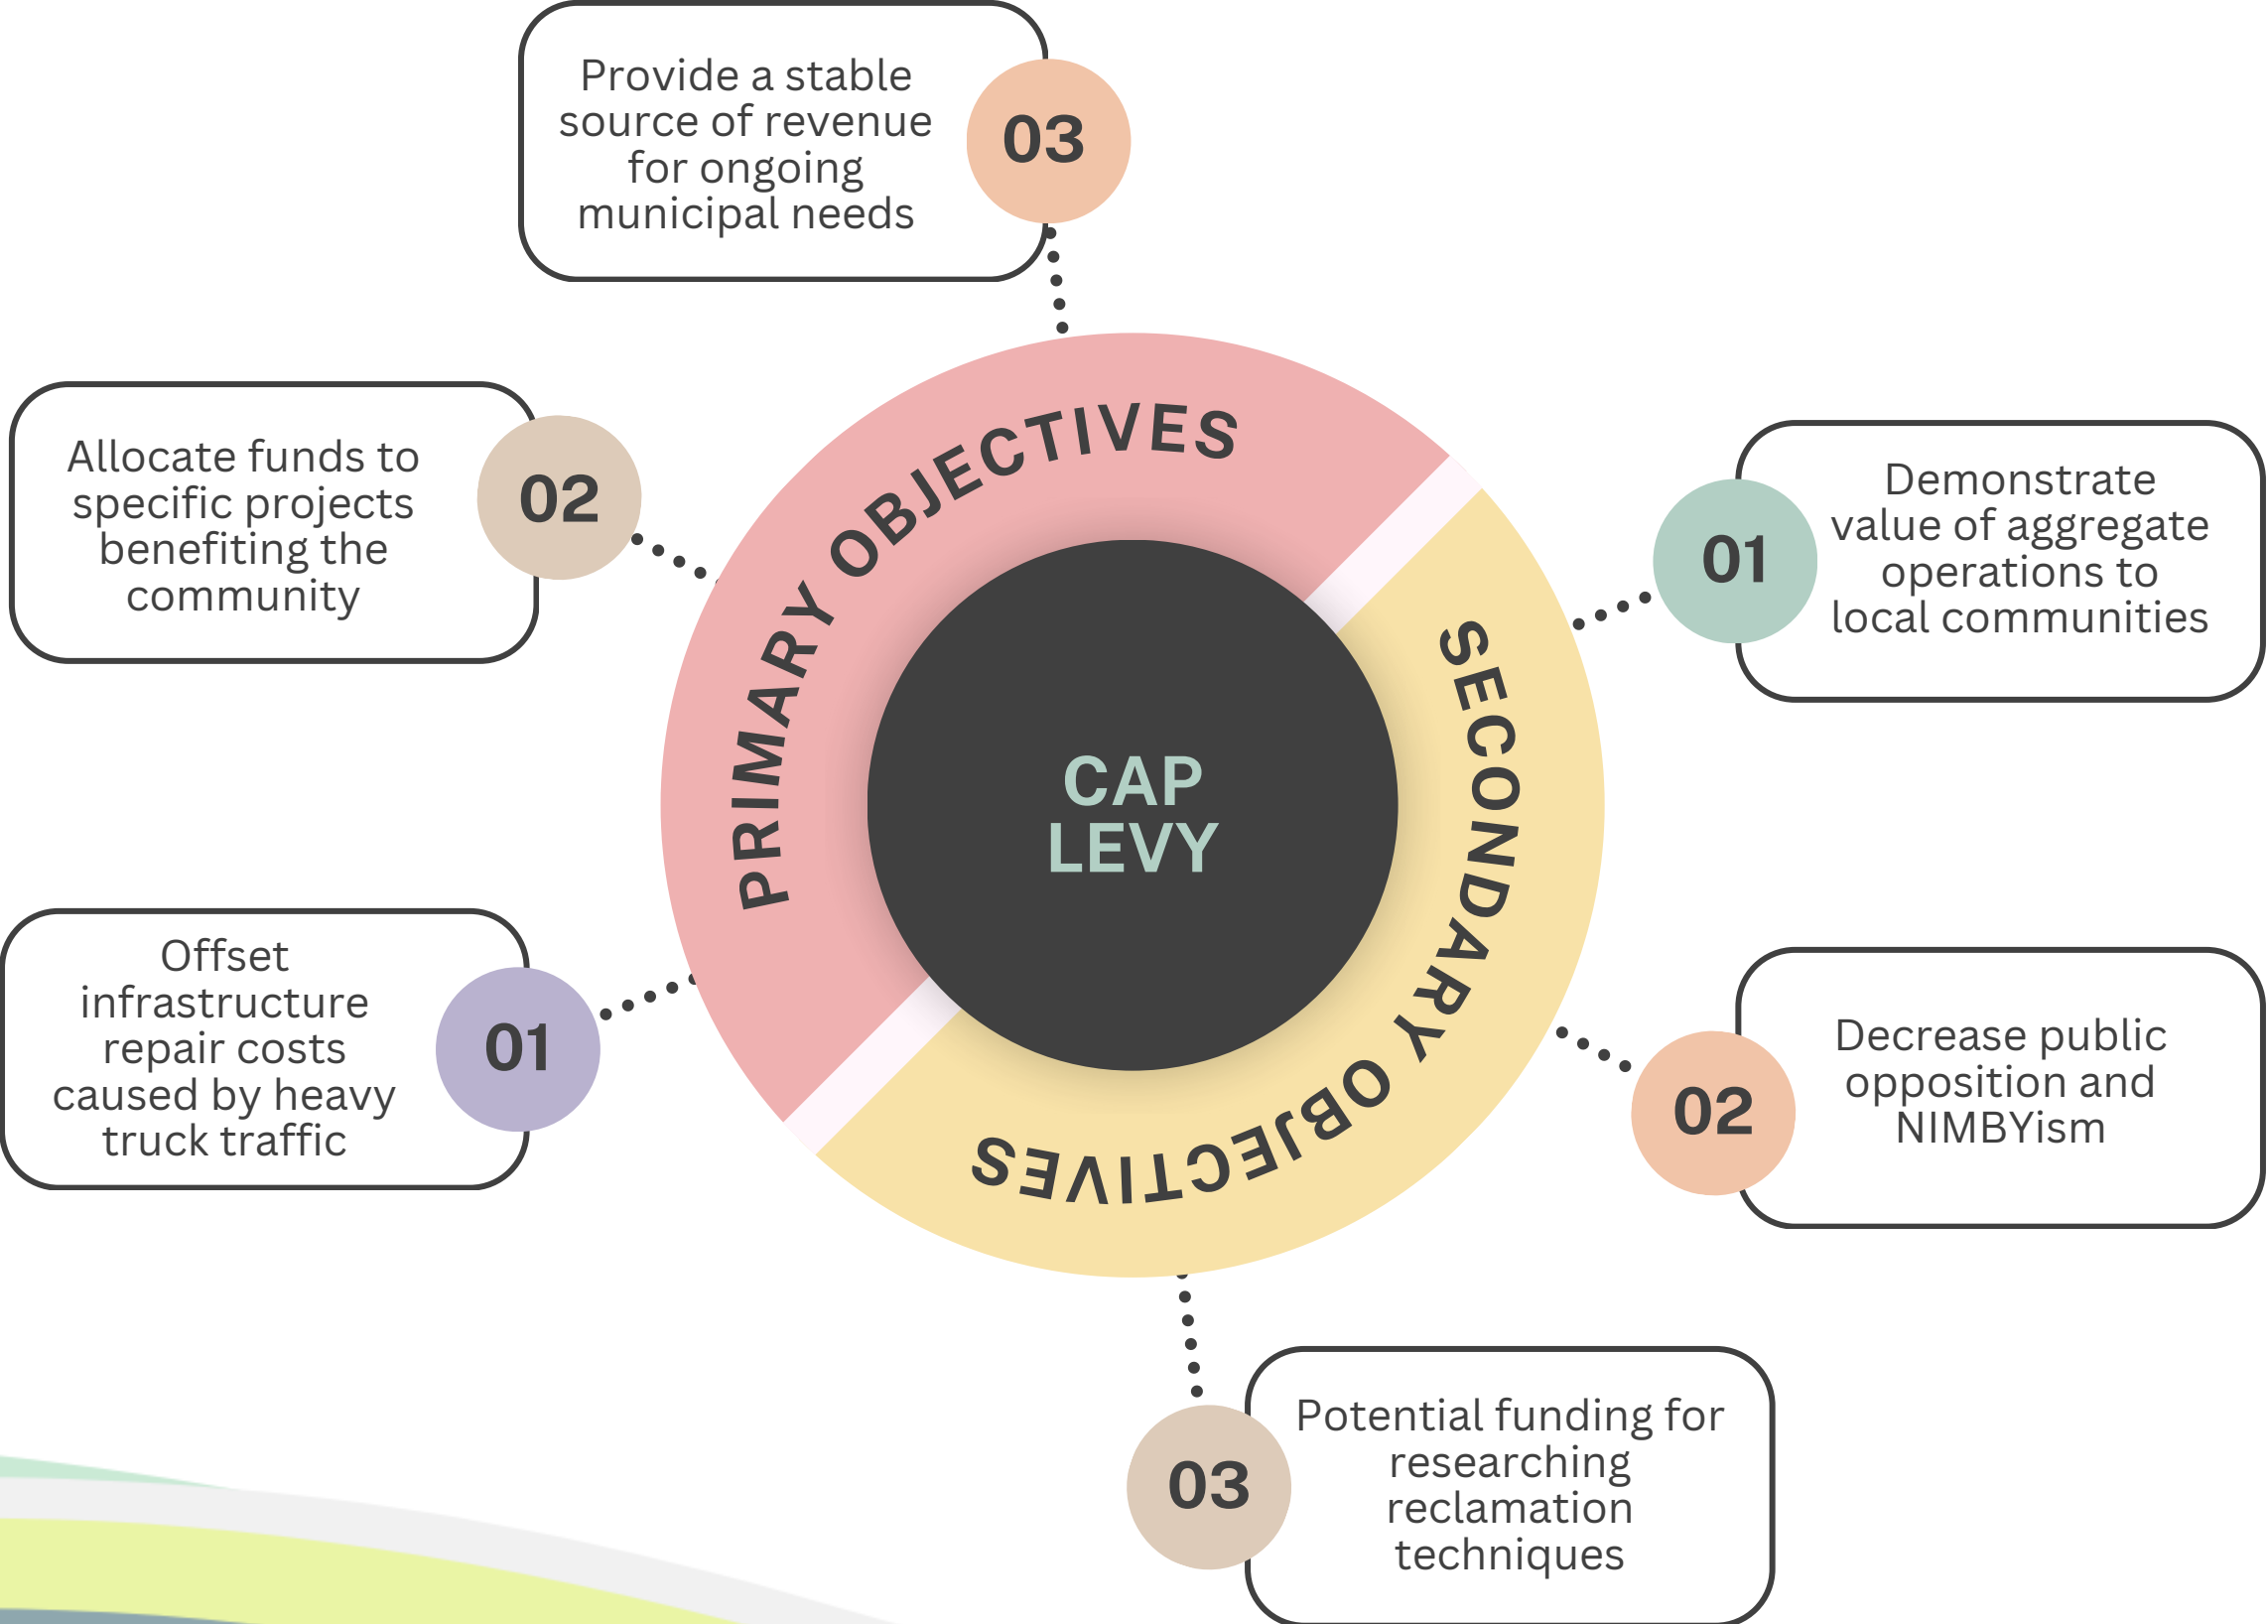 Provide a stable
source of revenue
for ongoing
municipal needs
03
Allocate funds to
specific projects
benefiting the
community
02
Offset
infrastructure
repair costs
caused by heavy
truck traffic
01
PRIMARY OBJECTIVES
CAP
LEVY
SECONDARY OBJECTIVES
01
Demonstrate
value of aggregate
operations to
local communities
02
Decrease public
opposition and
NIMBYism
03
Potential funding for
researching
reclamation
techniques